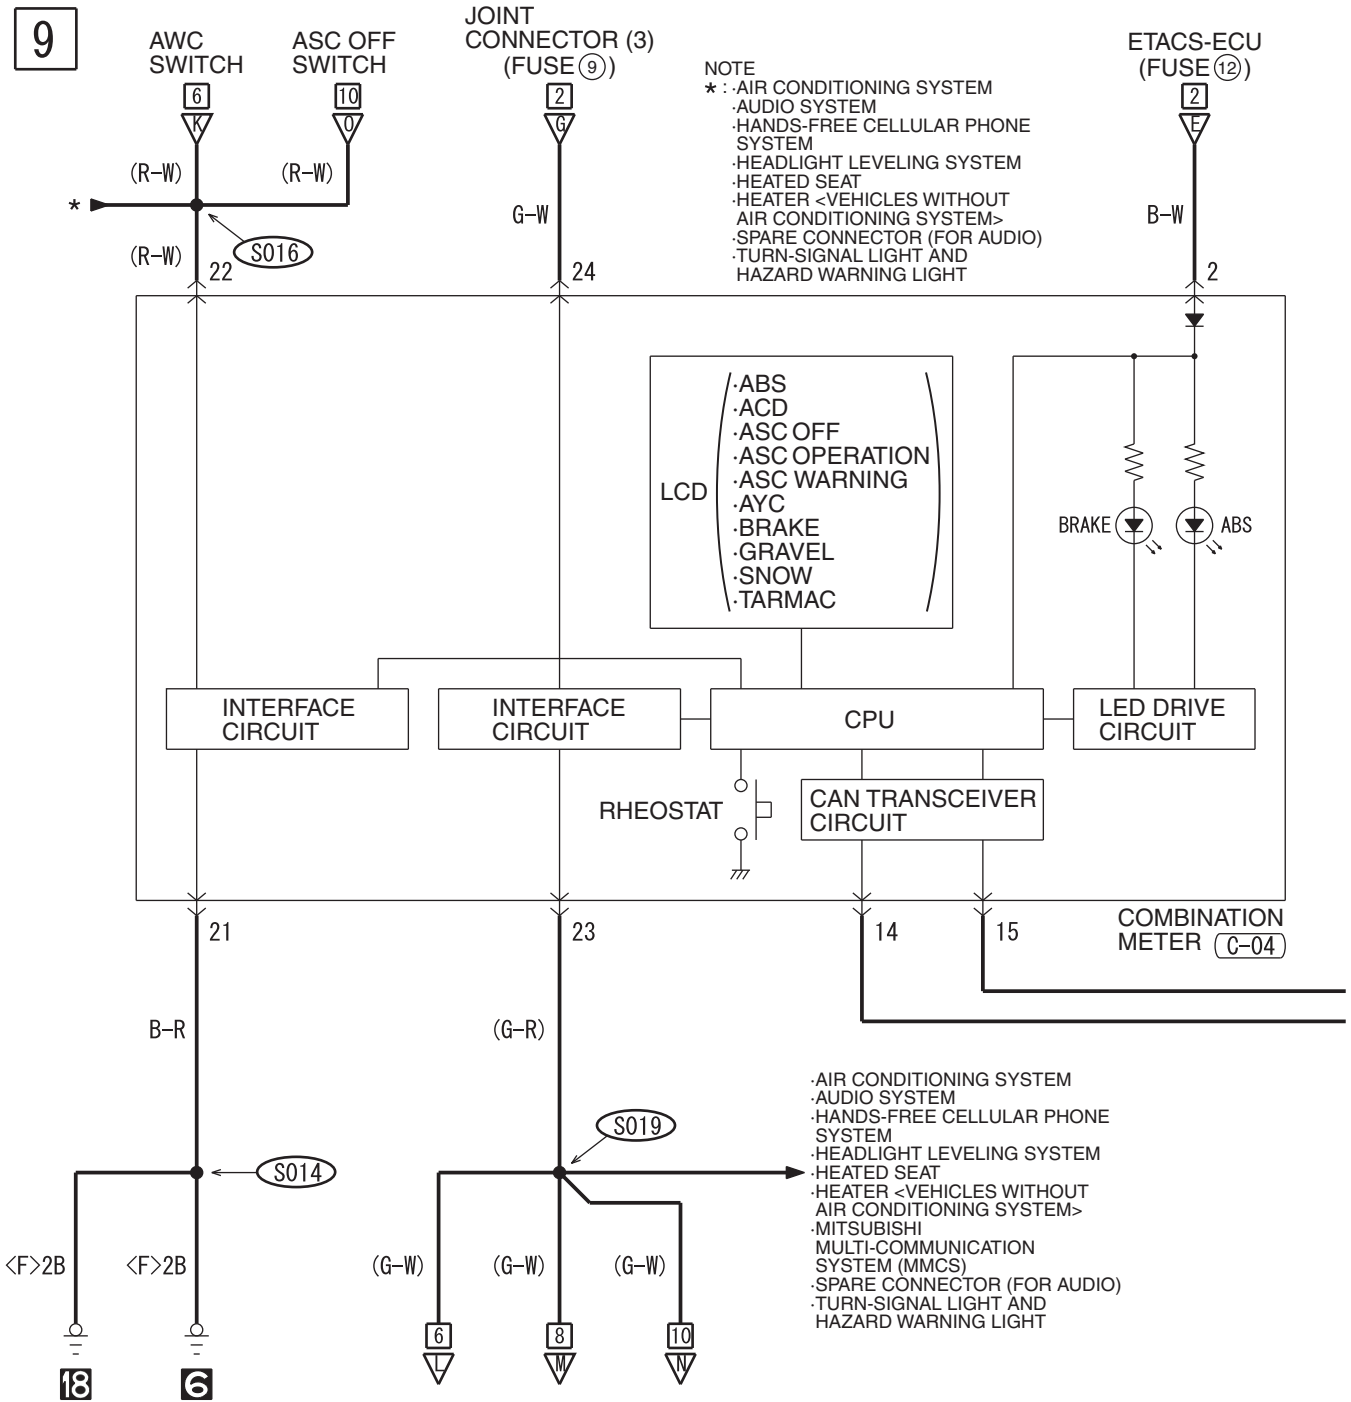 9
AWC
SWITCH
6
K
ASC OFF
SWITCH
10
O
JOINT
CONNECTOR (3)
(FUSE 9)
2
G
NOTE
* : ·AIR CONDITIONING SYSTEM
·AUDIO SYSTEM
·HANDS-FREE CELLULAR PHONE
SYSTEM
·HEADLIGHT LEVELING SYSTEM
·HEATED SEAT
·HEATER <VEHICLES WITHOUT
AIR CONDITIONING SYSTEM>
·SPARE CONNECTOR (FOR AUDIO)
·TURN-SIGNAL LIGHT AND
HAZARD WARNING LIGHT
ETACS-ECU
(FUSE 12)
2
E
(R-W)
(R-W)
*
(R-W)
S016
22
G-W
24
B-W
2
LCD
·ABS
·ACD
·ASC OFF
·ASC OPERATION
·ASC WARNING
·AYC
·BRAKE
·GRAVEL
·SNOW
·TARMAC
BRAKE
ABS
INTERFACE
CIRCUIT
INTERFACE
CIRCUIT
CPU
LED DRIVE
CIRCUIT
RHEOSTAT
CAN TRANSCEIVER
CIRCUIT
21
23
14
15
COMBINATION
METER C-04
B-R
(G-R)
S014
S019
·AIR CONDITIONING SYSTEM
·AUDIO SYSTEM
·HANDS-FREE CELLULAR PHONE
SYSTEM
·HEADLIGHT LEVELING SYSTEM
·HEATED SEAT
·HEATER <VEHICLES WITHOUT
AIR CONDITIONING SYSTEM>
·MITSUBISHI
MULTI-COMMUNICATION
SYSTEM (MMCS)
·SPARE CONNECTOR (FOR AUDIO)
·TURN-SIGNAL LIGHT AND
HAZARD WARNING LIGHT
<F>2B
<F>2B
(G-W)
(G-W)
(G-W)
18
6
6
L
8
M
10
N